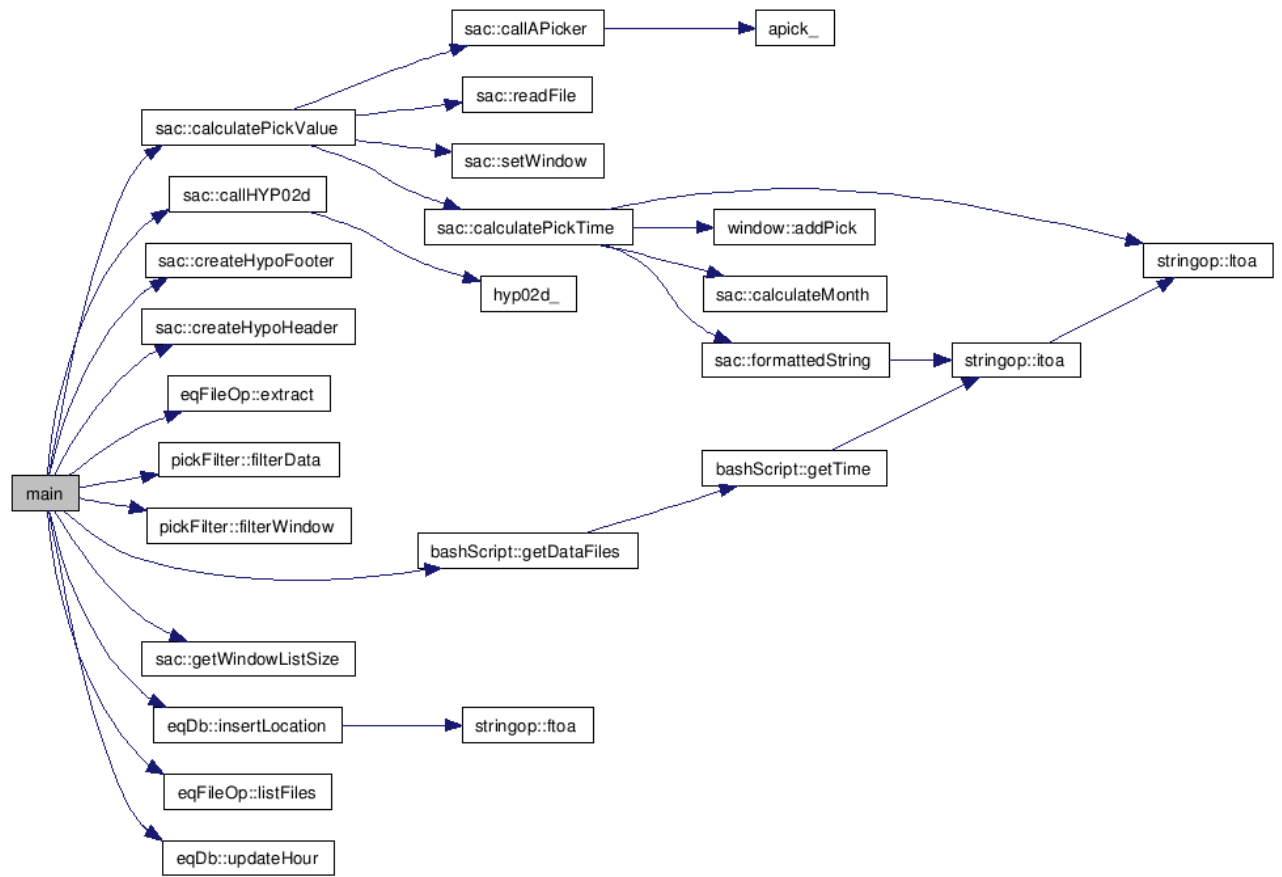 sac::callAPicker
apick_
sac::readFile
sac::calculatePickValue
sac::setWindow
sac::callHYP02d
sac::calculatePickTime
window::addPick
sac::createHypoFooter
stringop::ltoa
hyp02d_
sac::calculateMonth
sac::createHypoHeader
sac::formattedString
stringop::itoa
eqFileOp::extract
pickFilter::filterData
bashScript::getTime
main
pickFilter::filterWindow
bashScript::getDataFiles
sac::getWindowListSize
eqDb::insertLocation
stringop::ftoa
eqFileOp::listFiles
eqDb::updateHour